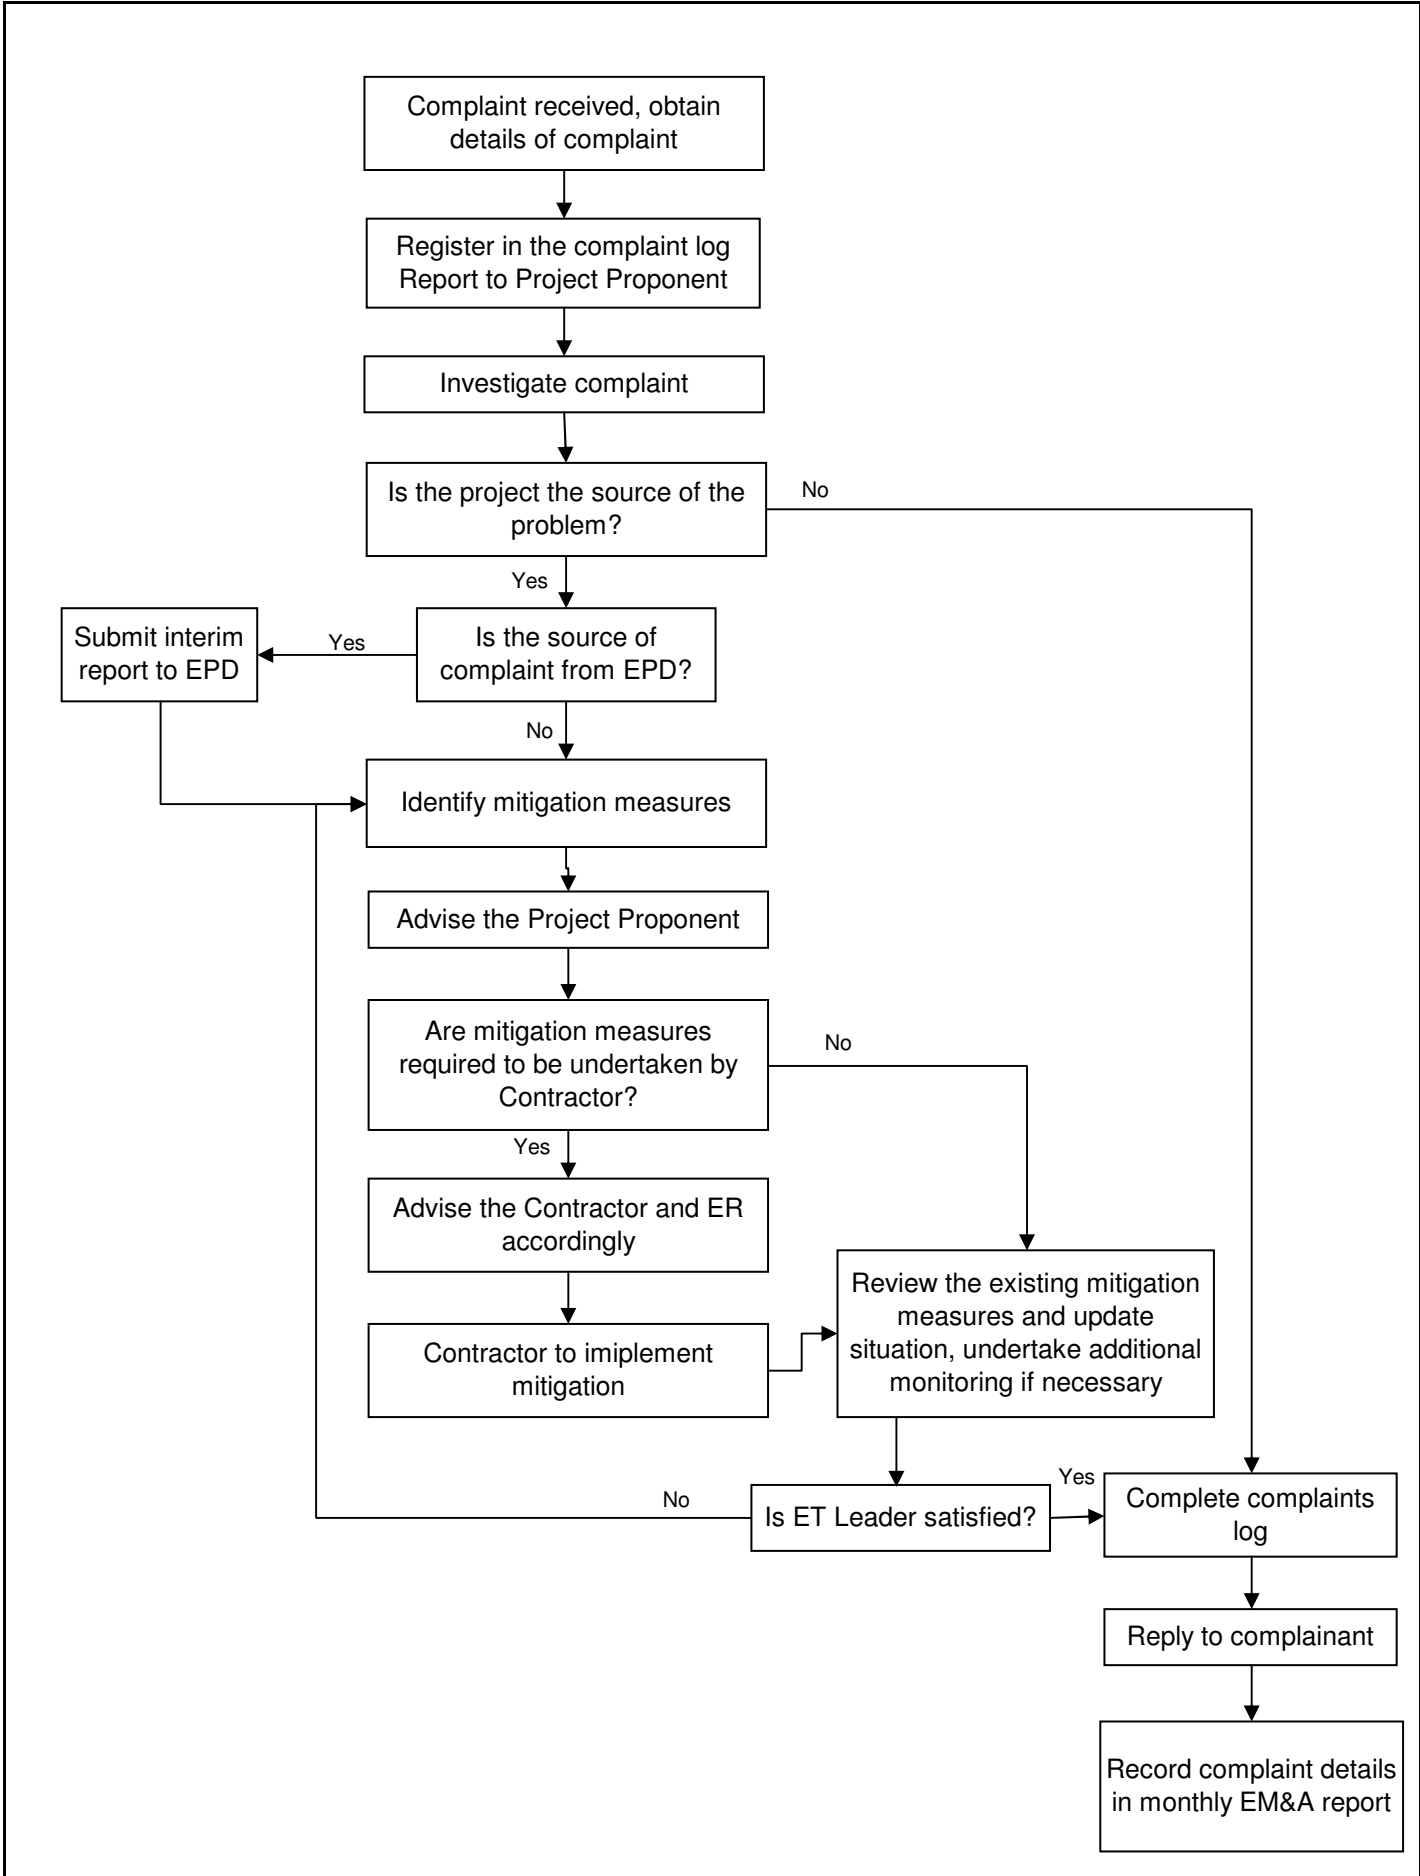 Complaint received, obtain
details of complaint
Register in the complaint log
Report to Project Proponent
Investigate complaint
Is the project the source of the
problem?
No
Yes
Submit interim
report to EPD
Yes
Is the source of
complaint from EPD?
No
Identify mitigation measures
Advise the Project Proponent
Are mitigation measures
required to be undertaken by
Contractor?
No
Yes
Advise the Contractor and ER
accordingly
Contractor to imiplement
mitigation
Review the existing mitigation
measures and update
situation, undertake additional
monitoring if necessary
No
Is ET Leader satisfied?
Yes
Complete complaints
log
Reply to complainant
Record complaint details
in monthly EM&A report